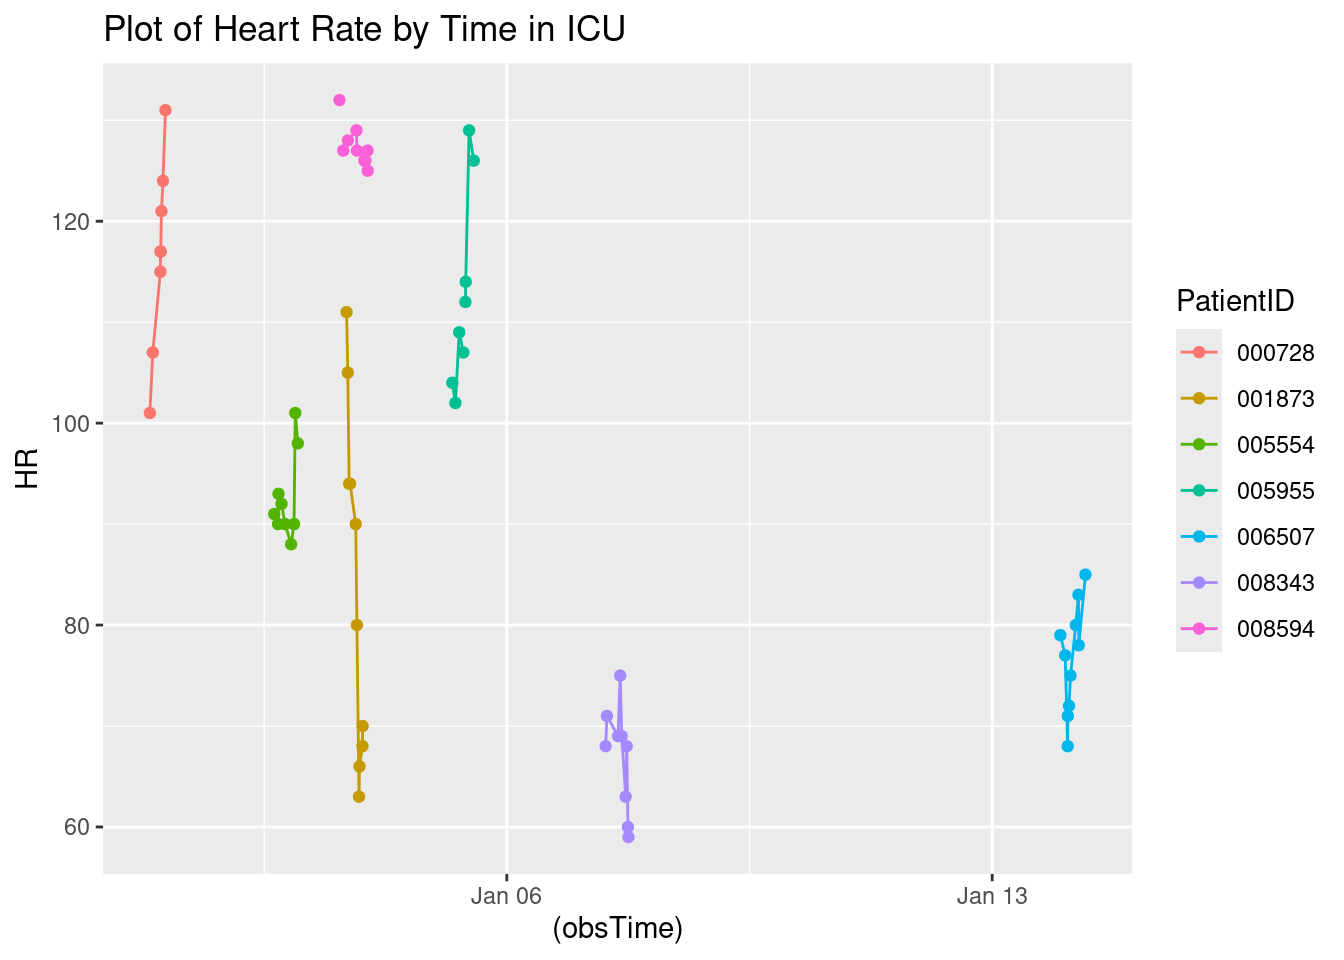 Plot of Heart Rate by Time in ICU
120
100
80
60
HR
Jan 06
Jan 13
(obsTime)
PatientID
000728
001873
005554
005955
006507
008343
008594